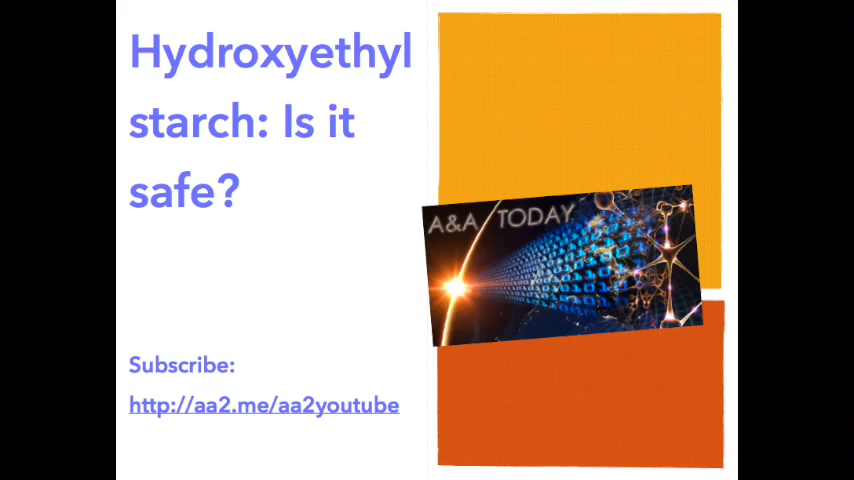 Hydroxyethyl
starch: Is it
safe?
A&A TODAY
Subscribe:
http://aa2.me/aa2youtube